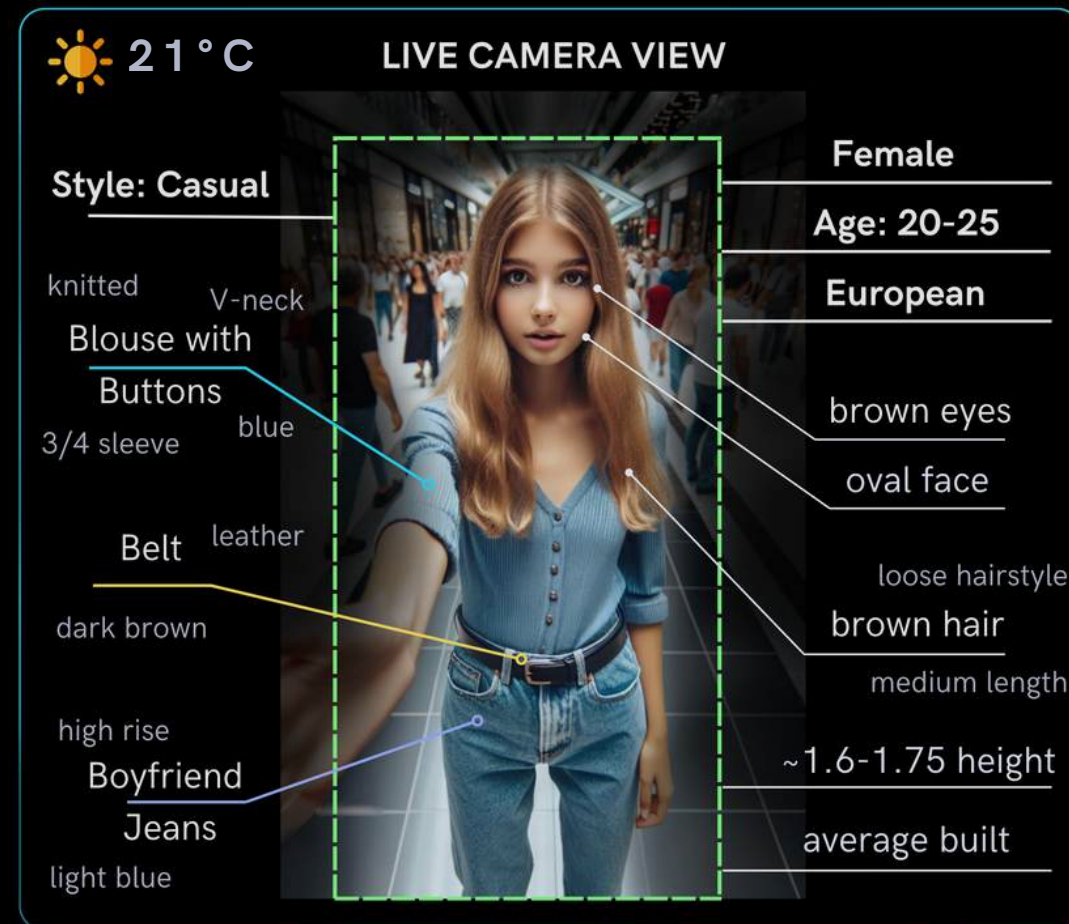 21°C
LIVE CAMERA VIEW
Style: Casual
knitted
V-neck
Blouse with
Buttons
blue
3/4 sleeve
leather
Belt
dark brown
high rise
Boyfriend
Jeans
light blue
Female
Age: 20-25
European
brown eyes
oval face
loose hairstyle
brown hair
medium length
~1.6-1.75 height
average built